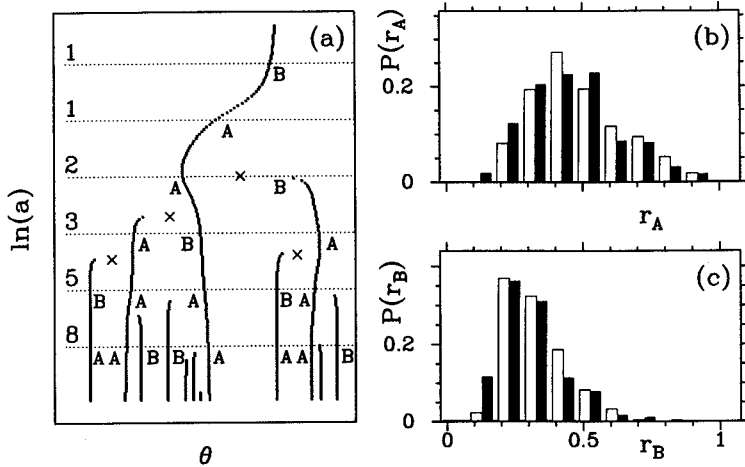 (a)
1
B
1
A
2
A × B
3
× A B A
5
× × B A A B A
8
A A B B A A A B
ln(a)
θ
(b)
P(r_A)
0.2
0
r_A
(c)
P(r_B)
0.2
0
0 0.5 1
r_B